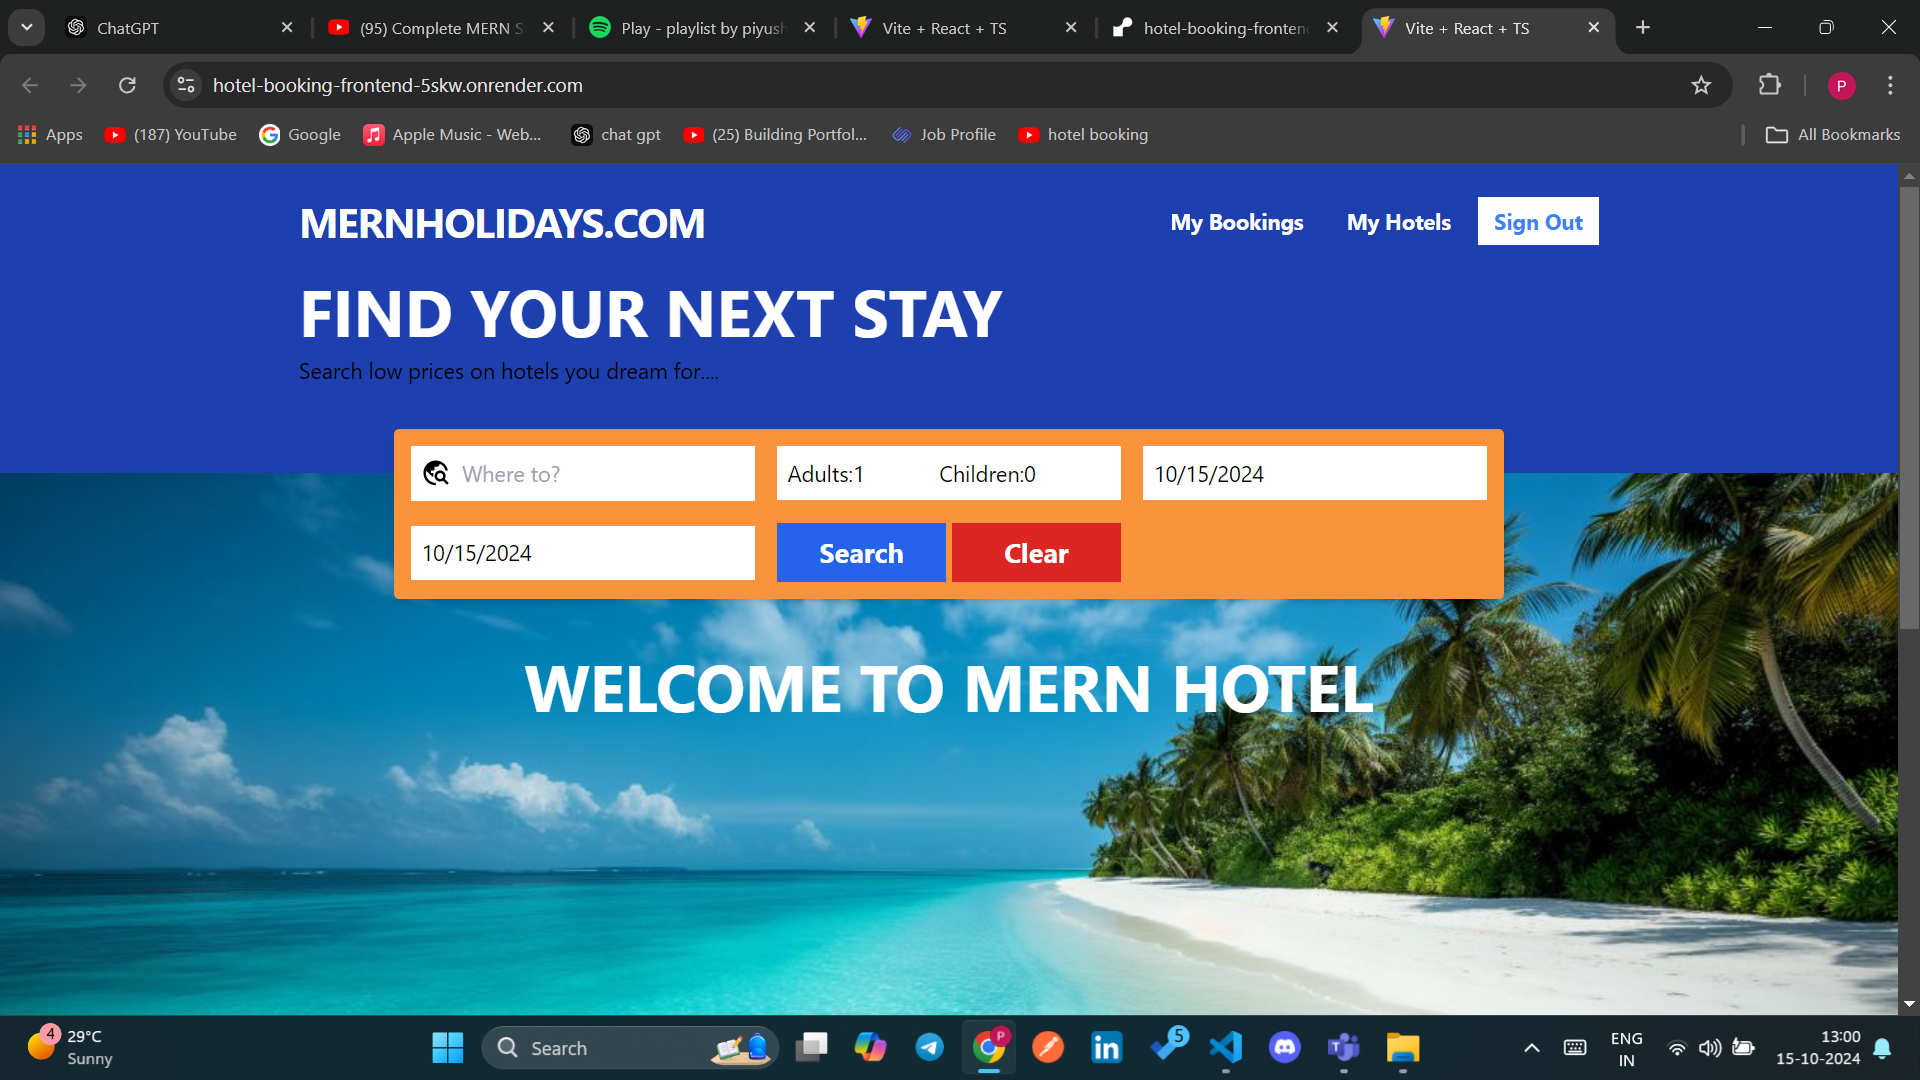 ChatGPT
(95) Complete MERN S
Play - playlist by piyush
Vite + React + TS
hotel-booking-fronten
Vite + React + TS
hotel-booking-frontend-5skw.onrender.com
P
Apps
(187) YouTube
Google
Apple Music - Web...
chat gpt
(25) Building Portfol...
Job Profile
hotel booking
All Bookmarks
MERNHOLIDAYS.COM
My Bookings
My Hotels
Sign Out
FIND YOUR NEXT STAY
Search low prices on hotels you dream for....
Where to?
Adults:1
Children:0
10/15/2024
10/15/2024
Search
Clear
WELCOME TO MERN HOTEL
4
29°C
Sunny
Search
P
in
5
ENG
IN
13:00
15-10-2024